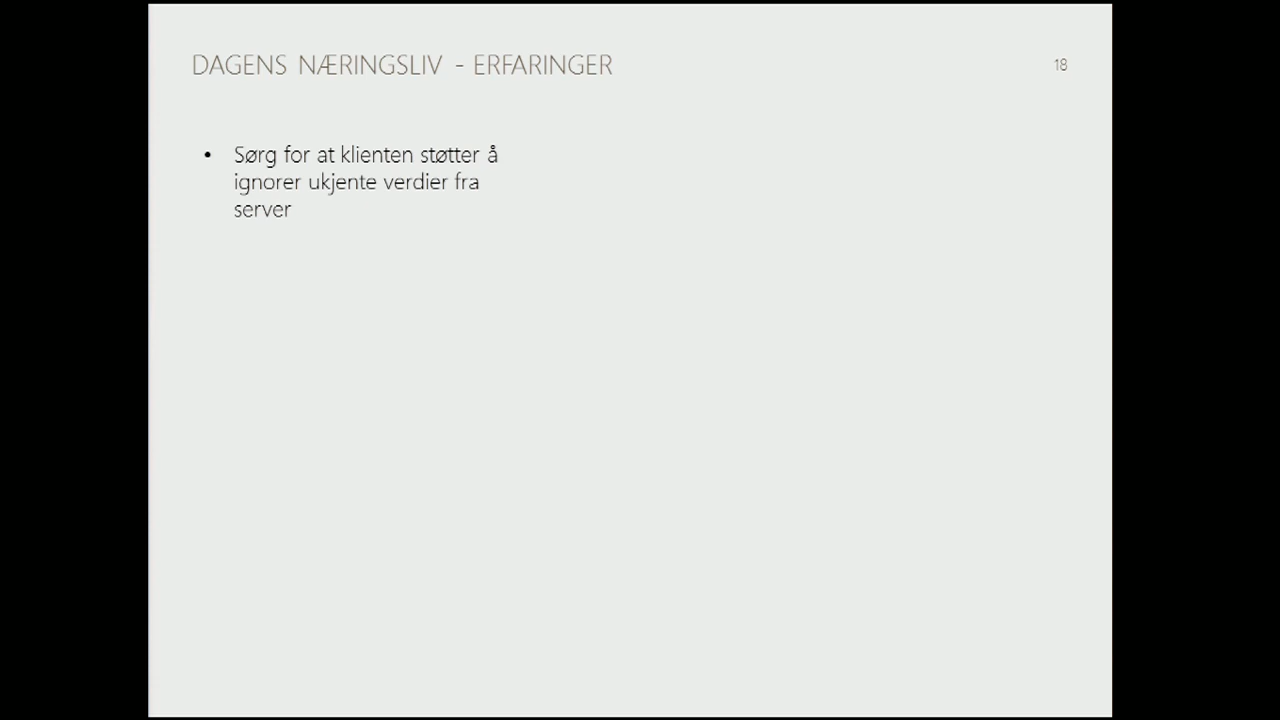 DAGENS NÆRINGSLIV - ERFARINGER
18
• Sørg for at klienten støtter å
ignorer ukjente verdier fra
server